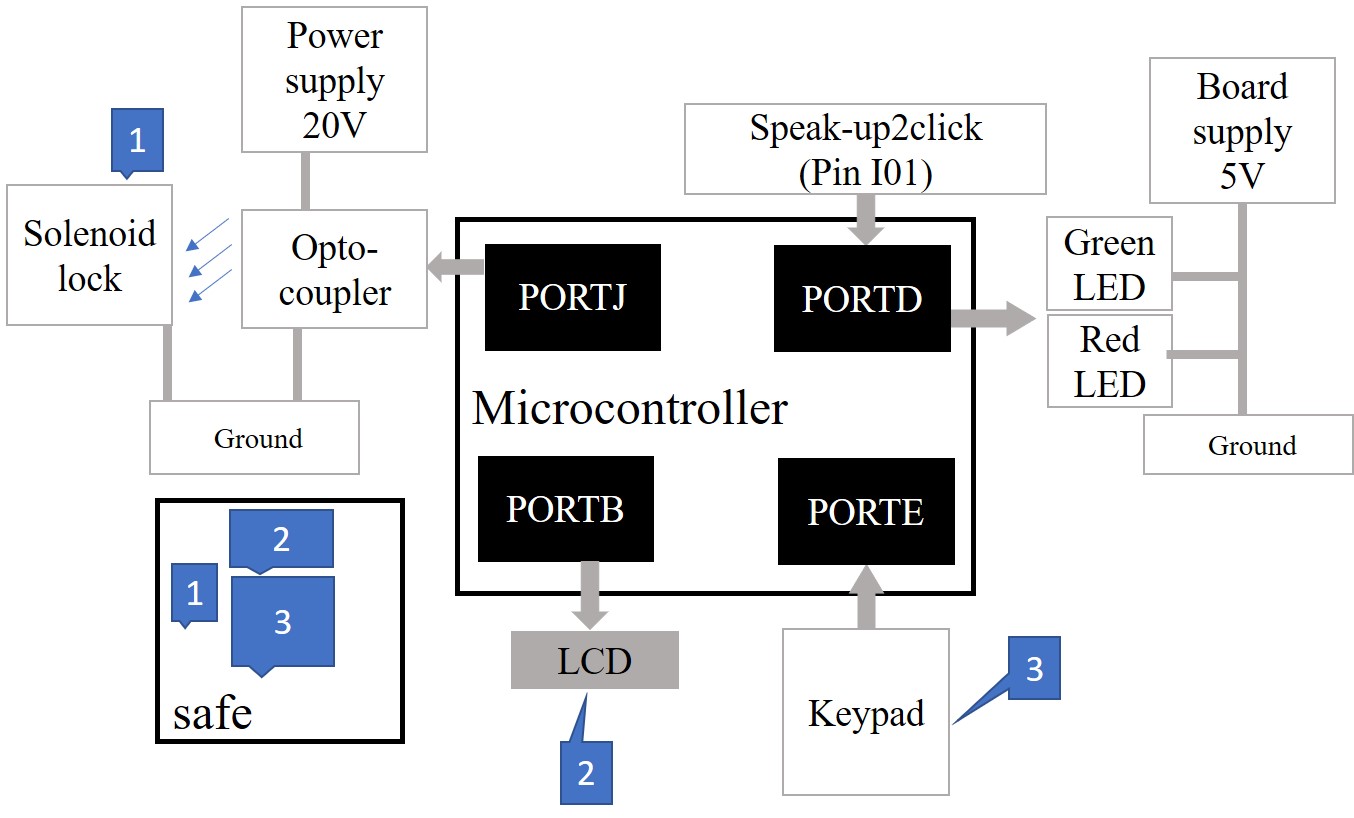 Power
supply
20V
1
Solenoid
lock
Opto-
coupler
Ground
Speak-up2click
(Pin I01)
Board
supply
5V
Green
LED
Red
LED
Ground
PORTJ
PORTD
Microcontroller
PORTB
PORTE
2
1
3
safe
LCD
2
Keypad
3